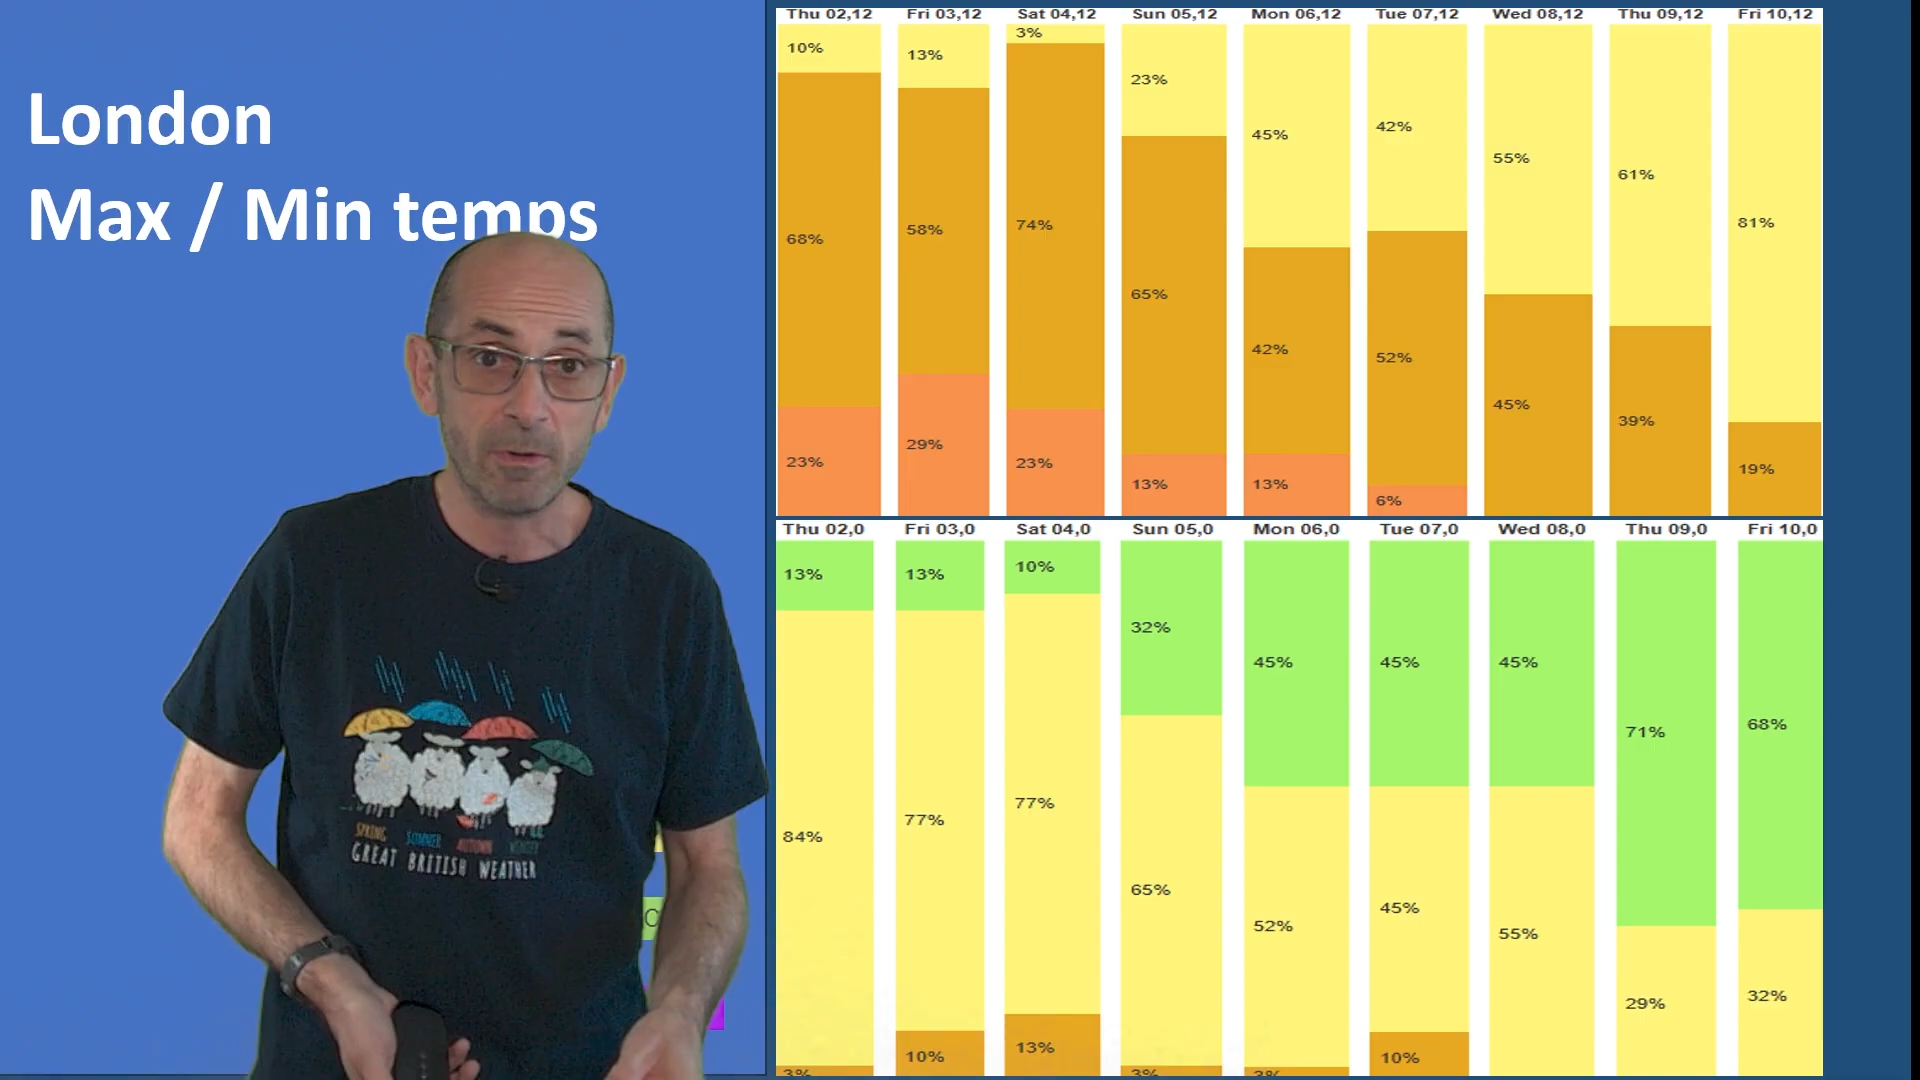 London
Max / Min temps
Thu 02,12 Fri 03,12 Sat 04,12 Sun 05,12 Mon 06,12 Tue 07,12 Wed 08,12 Thu 09,12 Fri 10,12
10% 13% 3% 23% 45% 42% 55% 61% 81%
68% 58% 74% 65% 42% 52% 45% 39% 19%
23% 29% 23% 13% 13% 6%
Thu 02,0 Fri 03,0 Sat 04,0 Sun 05,0 Mon 06,0 Tue 07,0 Wed 08,0 Thu 09,0 Fri 10,0
13% 13% 10% 32% 45% 45% 45% 71% 68%
84% 77% 77% 65% 52% 45% 55% 29% 32%
3% 10% 13% 3% 3% 10%
SPRING SUMMER AUTUMN WINTER
GREAT BRITISH WEATHER